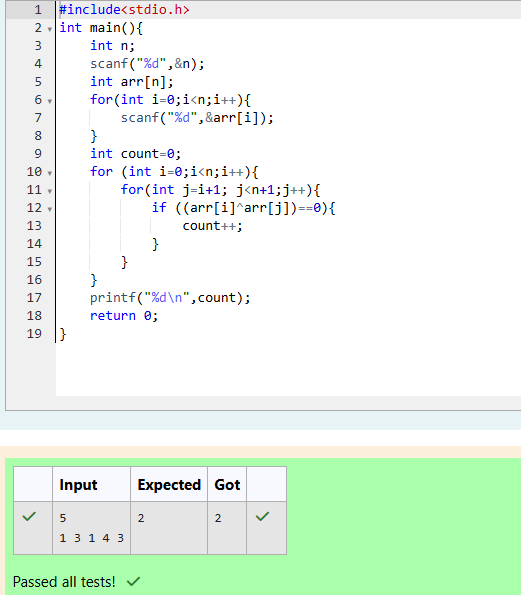 1 #include<stdio.h>
2 int main(){
3     int n;
4     scanf("%d",&n);
5     int arr[n];
6     for(int i=0;i<n;i++){
7         scanf("%d",&arr[i]);
8     }
9     int count=0;
10     for (int i=0;i<n;i++){
11         for(int j=i+1; j<n+1;j++){
12             if ((arr[i]^arr[j])==0){
13                 count++;
14             }
15         }
16     }
17     printf("%d\n",count);
18     return 0;
19 }
Input Expected Got
5 2 2
1 3 1 4 3
Passed all tests!